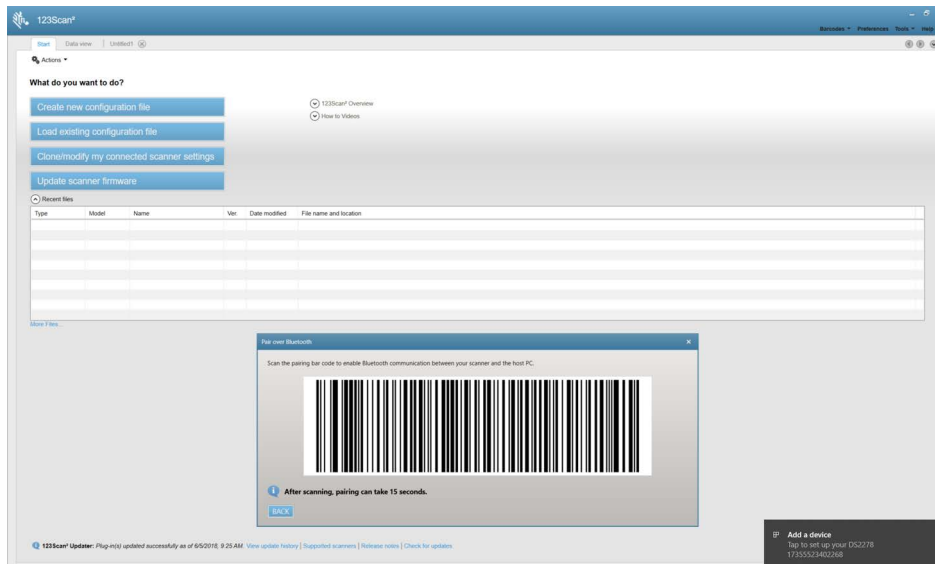 123Scan²
Barcodes Preferences Tools Help
Start Data view Untitled1
Actions
What do you want to do?
Create new configuration file
123Scan² Overview
How to Videos
Load existing configuration file
Clone/modify my connected scanner settings
Update scanner firmware
Recent files
Type Model Name Ver. Date modified File name and location
More Files...
Pair over Bluetooth
Scan the pairing bar code to enable Bluetooth communication between your scanner and the host PC.
After scanning, pairing can take 15 seconds.
BACK
123Scan² Updater: Plug-in(s) updated successfully as of 6/5/2018, 9:25 AM View update history | Supported scanners | Release notes | Check for updates
Add a device
Tap to set up your DS2278
17355523402268